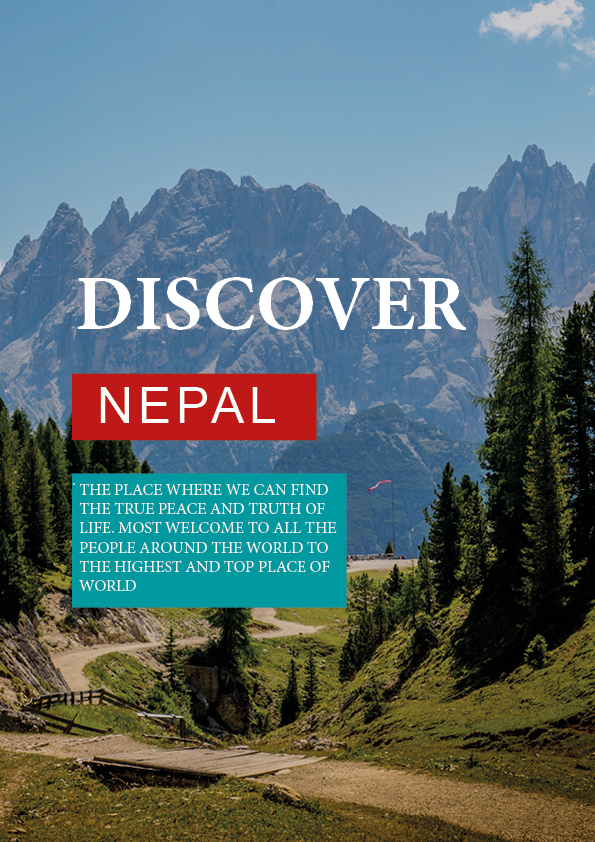 DISCOVER
NEPAL
THE PLACE WHERE WE CAN FIND
THE TRUE PEACE AND TRUTH OF
LIFE. MOST WELCOME TO ALL THE
PEOPLE AROUND THE WORLD TO
THE HIGHEST AND TOP PLACE OF
WORLD